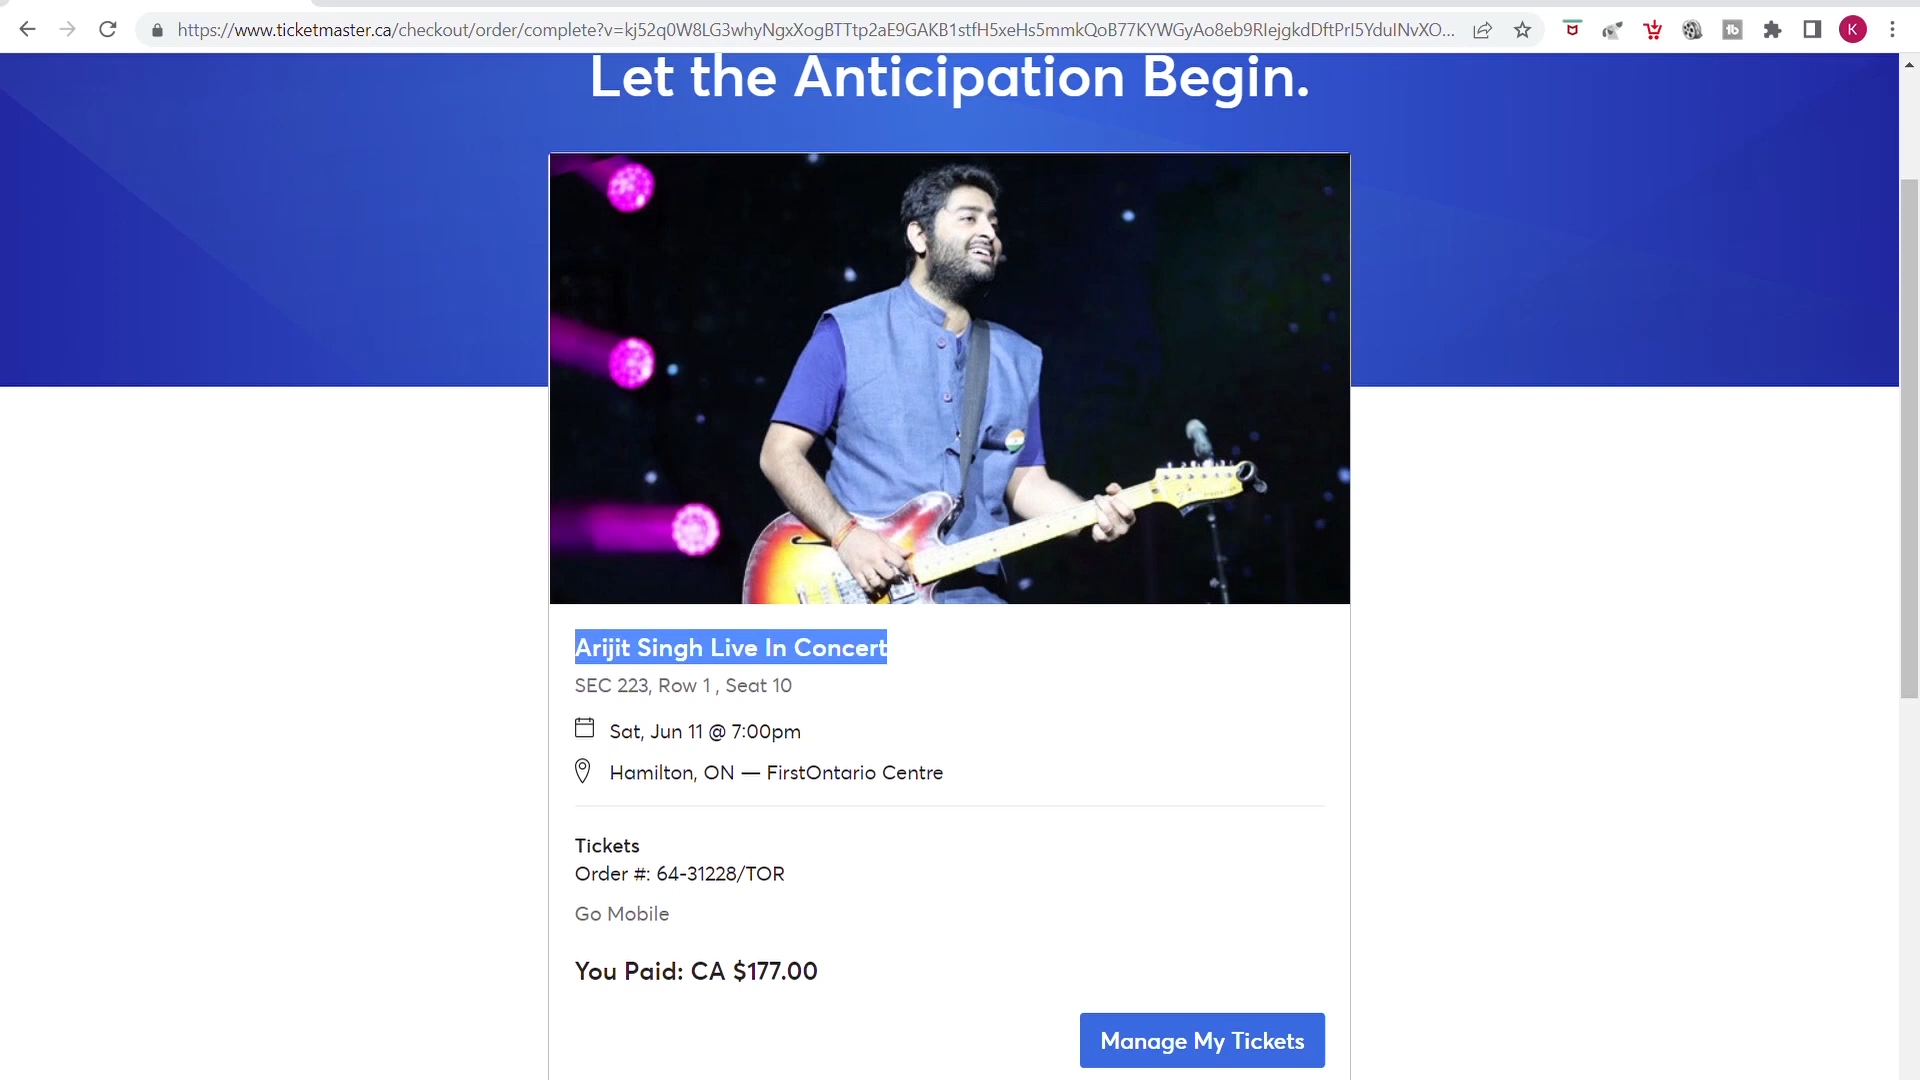 https://www.ticketmaster.ca/checkout/order/complete?v=kj52q0W8LG3whyNgxXogBTTtp2aE9GAKB1stfH5xeHs5mmkQoB77KYWGyAo8eb9RIejgkdDftPrI5YduINvXO...
K
Let the Anticipation Begin.
Arijit Singh Live In Concert
SEC 223, Row 1 , Seat 10
Sat, Jun 11 @ 7:00pm
Hamilton, ON — FirstOntario Centre
Tickets
Order #: 64-31228/TOR
Go Mobile
You Paid: CA $177.00
Manage My Tickets